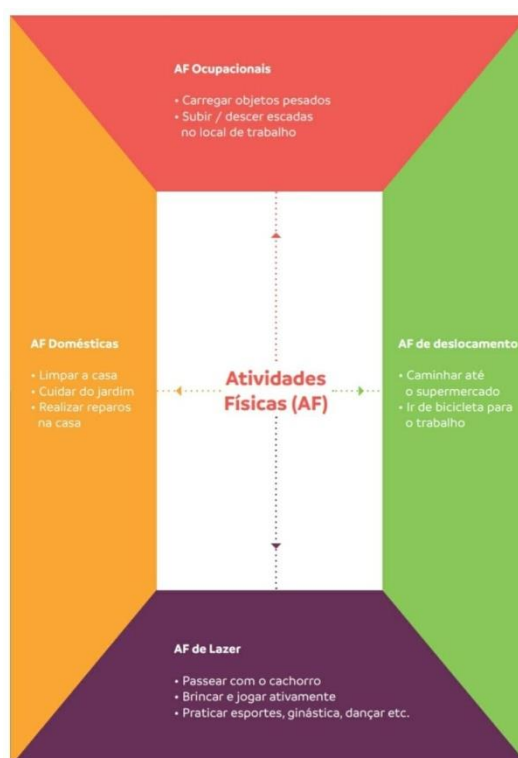 AF Ocupacionais
• Carregar objetos pesados
• Subir / descer escadas
no local de trabalho
AF Domésticas
• Limpar a casa
• Cuidar do jardim
• Realizar reparos
na casa
Atividades
Físicas (AF)
AF de deslocamento
• Caminhar até
o supermercado
• Ir de bicicleta para
o trabalho
AF de Lazer
• Passear com o cachorro
• Brincar e jogar ativamente
• Praticar esportes, ginástica, dançar etc.